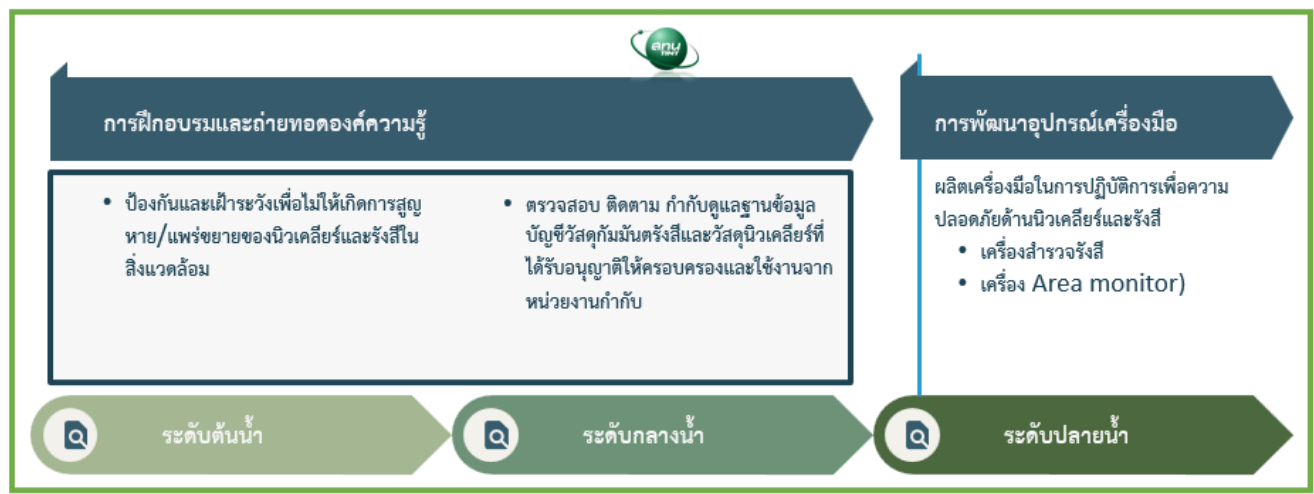 สทน
TINT
การฝึกอบรมและถ่ายทอดองค์ความรู้
การพัฒนาอุปกรณ์เครื่องมือ
• ป้องกันและเฝ้าระวังเพื่อไม่ให้เกิดการสูญ
หาย/แพร่ขยายของนิวเคลียร์และรังสีใน
สิ่งแวดล้อม
• ตรวจสอบ ติดตาม กำกับดูแลฐานข้อมูล
บัญชีวัสดุกัมมันตรังสีและวัสดุนิวเคลียร์ที่
ได้รับอนุญาติให้ครอบครองและใช้งานจาก
หน่วยงานกำกับ
ผลิตเครื่องมือในการปฏิบัติการเพื่อความ
ปลอดภัยด้านนิวเคลียร์และรังสี
• เครื่องสำรวจรังสี
• เครื่อง Area monitor)
ระดับต้นน้ำ
ระดับกลางน้ำ
ระดับปลายน้ำ